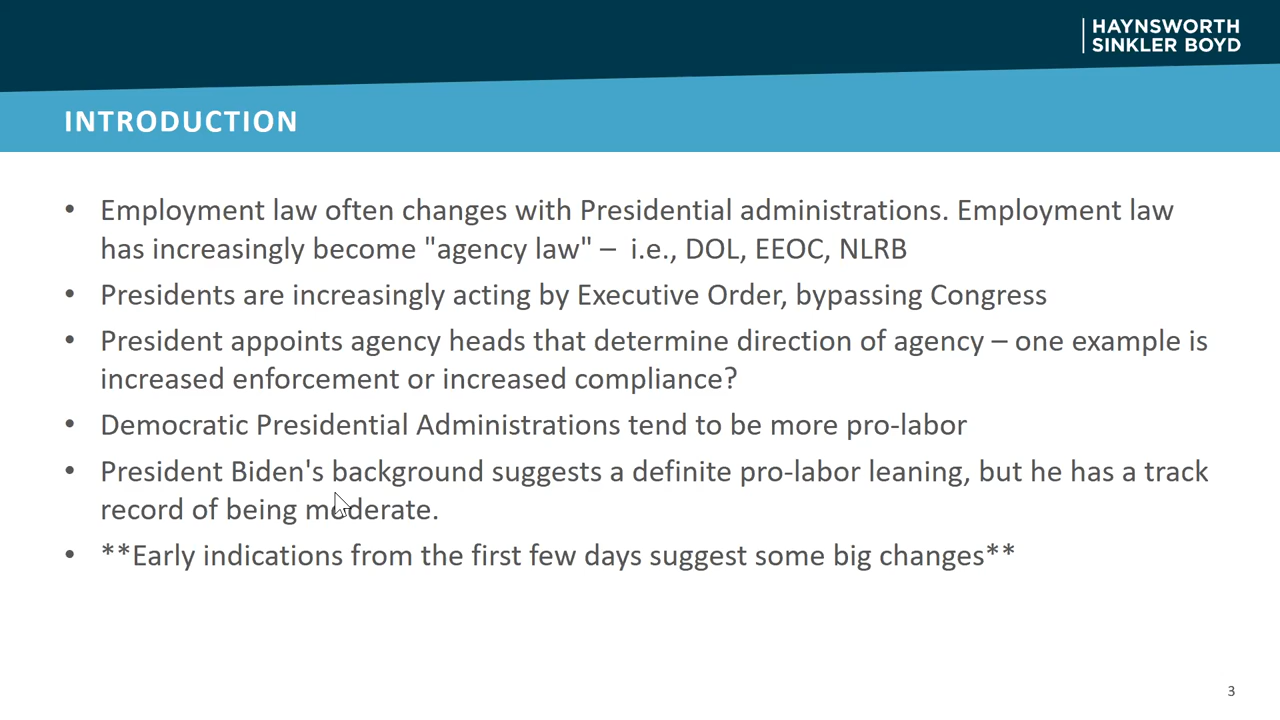 HAYNSWORTH
SINKLER BOYD
INTRODUCTION
• Employment law often changes with Presidential administrations. Employment law
has increasingly become "agency law" – i.e., DOL, EEOC, NLRB
• Presidents are increasingly acting by Executive Order, bypassing Congress
• President appoints agency heads that determine direction of agency – one example is
increased enforcement or increased compliance?
• Democratic Presidential Administrations tend to be more pro-labor
• President Biden's background suggests a definite pro-labor leaning, but he has a track
record of being moderate.
• **Early indications from the first few days suggest some big changes**
3